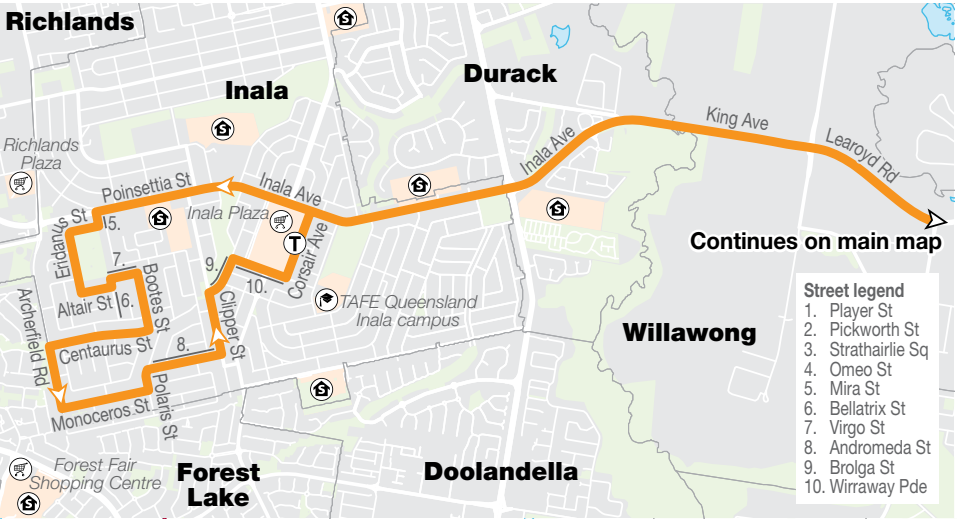 Richlands
Inala
Durack
Richlands
Plaza
Poinsettia St
Inala Ave
Inala Ave
King Ave
Learoyd Rd
Inala Plaza
T
Corsair Ave
Eridanus St
5.
7.
Bootes St
9.
10.
Altair St
6.
Clipper St
TAFE Queensland
Inala campus
Archerfield Rd
Centaurus St
8.
Monoceros St
Polaris St
Forest Fair
Shopping Centre
Forest
Lake
Doolandella
Willawong
Continues on main map
Street legend
1. Player St
2. Pickworth St
3. Strathairlie Sq
4. Omeo St
5. Mira St
6. Bellatrix St
7. Virgo St
8. Andromeda St
9. Brolga St
10. Wirraway Pde
S
S
S
S
S
S
S